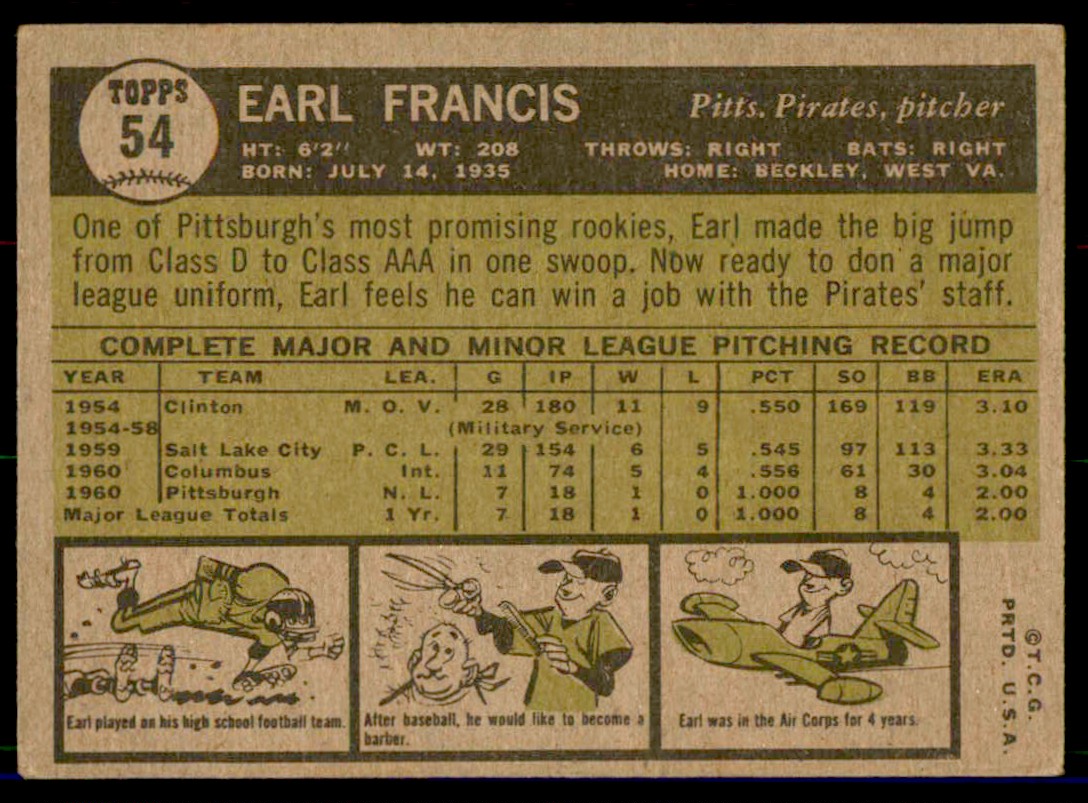 TOPPS
54
EARL FRANCIS
Pitts. Pirates, pitcher
HT: 6'2" WT: 208 THROWS: RIGHT BATS: RIGHT
BORN: JULY 14, 1935 HOME: BECKLEY, WEST VA.
One of Pittsburgh's most promising rookies, Earl made the big jump
from Class D to Class AAA in one swoop. Now ready to don a major
league uniform, Earl feels he can win a job with the Pirates' staff.
COMPLETE MAJOR AND MINOR LEAGUE PITCHING RECORD
YEAR TEAM LEA. G IP W L PCT SO BB ERA
1954 Clinton M. O. V. 28 180 11 9 .550 169 119 3.10
1954-58 (Military Service)
1959 Salt Lake City P. C. L. 29 154 6 5 .545 97 113 3.33
1960 Columbus Int. 11 74 5 4 .556 61 30 3.04
1960 Pittsburgh N. L. 7 18 1 0 1.000 8 4 2.00
Major League Totals 1 Yr. 7 18 1 0 1.000 8 4 2.00
Earl played on his high school football team.
After baseball, he would like to become a
barber.
Earl was in the Air Corps for 4 years.
©T.C.G.
PRTD. U.S.A.